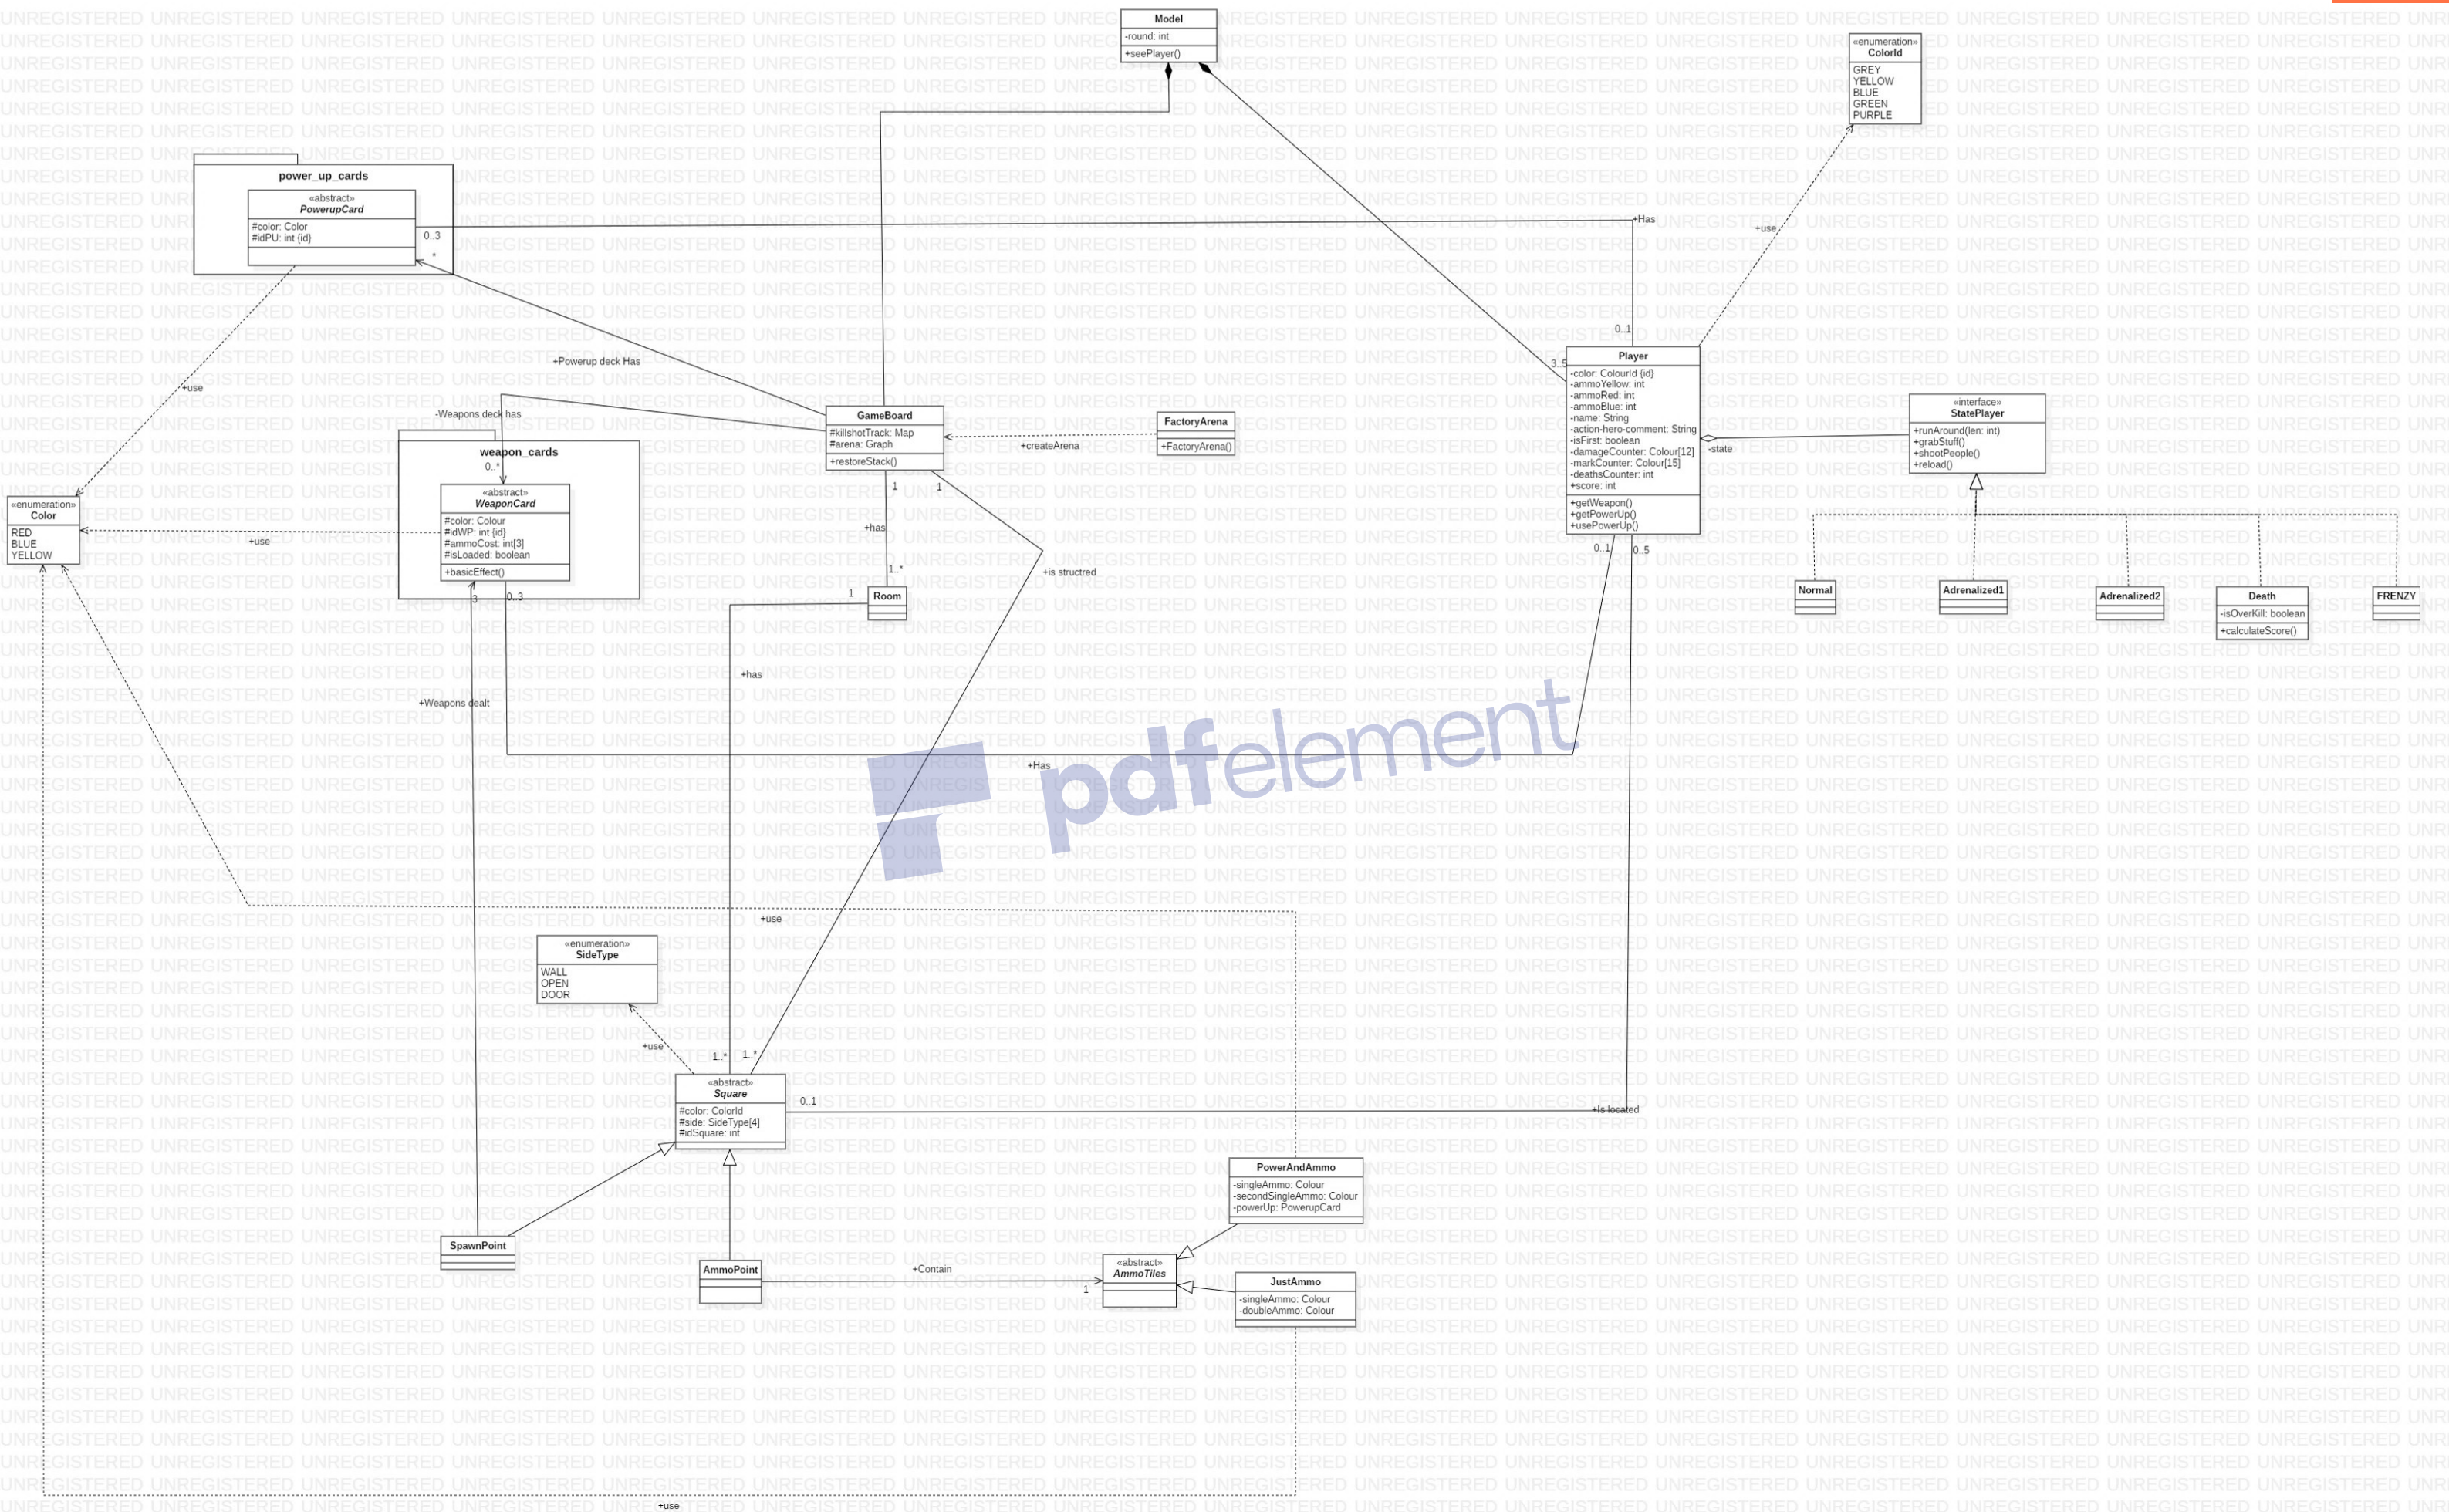 Model
-round: int
+seePlayer()
«enumeration»
ColorId
GREY
YELLOW
BLUE
GREEN
PURPLE
power_up_cards
«abstract»
PowerupCard
#color: Color
#idPU: int {id}
0..3
*
+Has
+use
0..1
3..5
+Powerup deck Has
+use
-Weapons deck has
Player
-color: ColourId {id}
-ammoYellow: int
-ammoRed: int
-ammoBlue: int
-name: String
-action-hero-comment: String
-isFirst: boolean
-damageCounter: Colour[12]
-markCounter: Colour[15]
-deathsCounter: int
+score: int
+getWeapon()
+getPowerUp()
+usePowerUp()
0..1
0..5
-state
«interface»
StatePlayer
+runAround(len: int)
+grabStuff()
+shootPeople()
+reload()
GameBoard
#killshotTrack: Map
#arena: Graph
+restoreStack()
1
1
+createArena
FactoryArena
+FactoryArena()
weapon_cards
0..*
«abstract»
WeaponCard
#color: Colour
#idWP: int {id}
#ammoCost: int[3]
#isLoaded: boolean
+basicEffect()
3
0..3
«enumeration»
Color
RED
BLUE
YELLOW
+use
+has
1..*
+is structred
1
Room
Normal
Adrenalized1
Adrenalized2
Death
-isOverKill: boolean
+calculateScore()
FRENZY
+has
+Weapons dealt
+Has
pdfelement
+use
«enumeration»
SideType
WALL
OPEN
DOOR
+use
1..*
1..*
«abstract»
Square
#color: ColorId
#side: SideType[4]
#idSquare: int
0..1
+Is located
PowerAndAmmo
-singleAmmo: Colour
-secondSingleAmmo: Colour
-powerUp: PowerupCard
SpawnPoint
AmmoPoint
+Contain
1
«abstract»
AmmoTiles
JustAmmo
-singleAmmo: Colour
-doubleAmmo: Colour
+use
UNREGISTERED